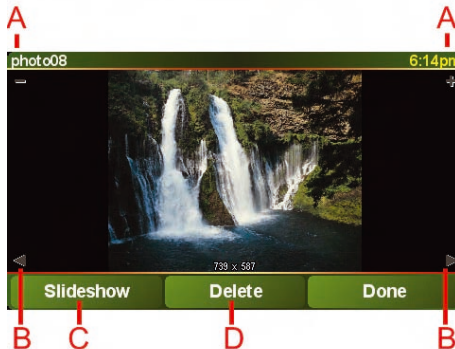 A A
photo08 6:14pm
- +
739 x 587
Slideshow Delete Done
B C D B